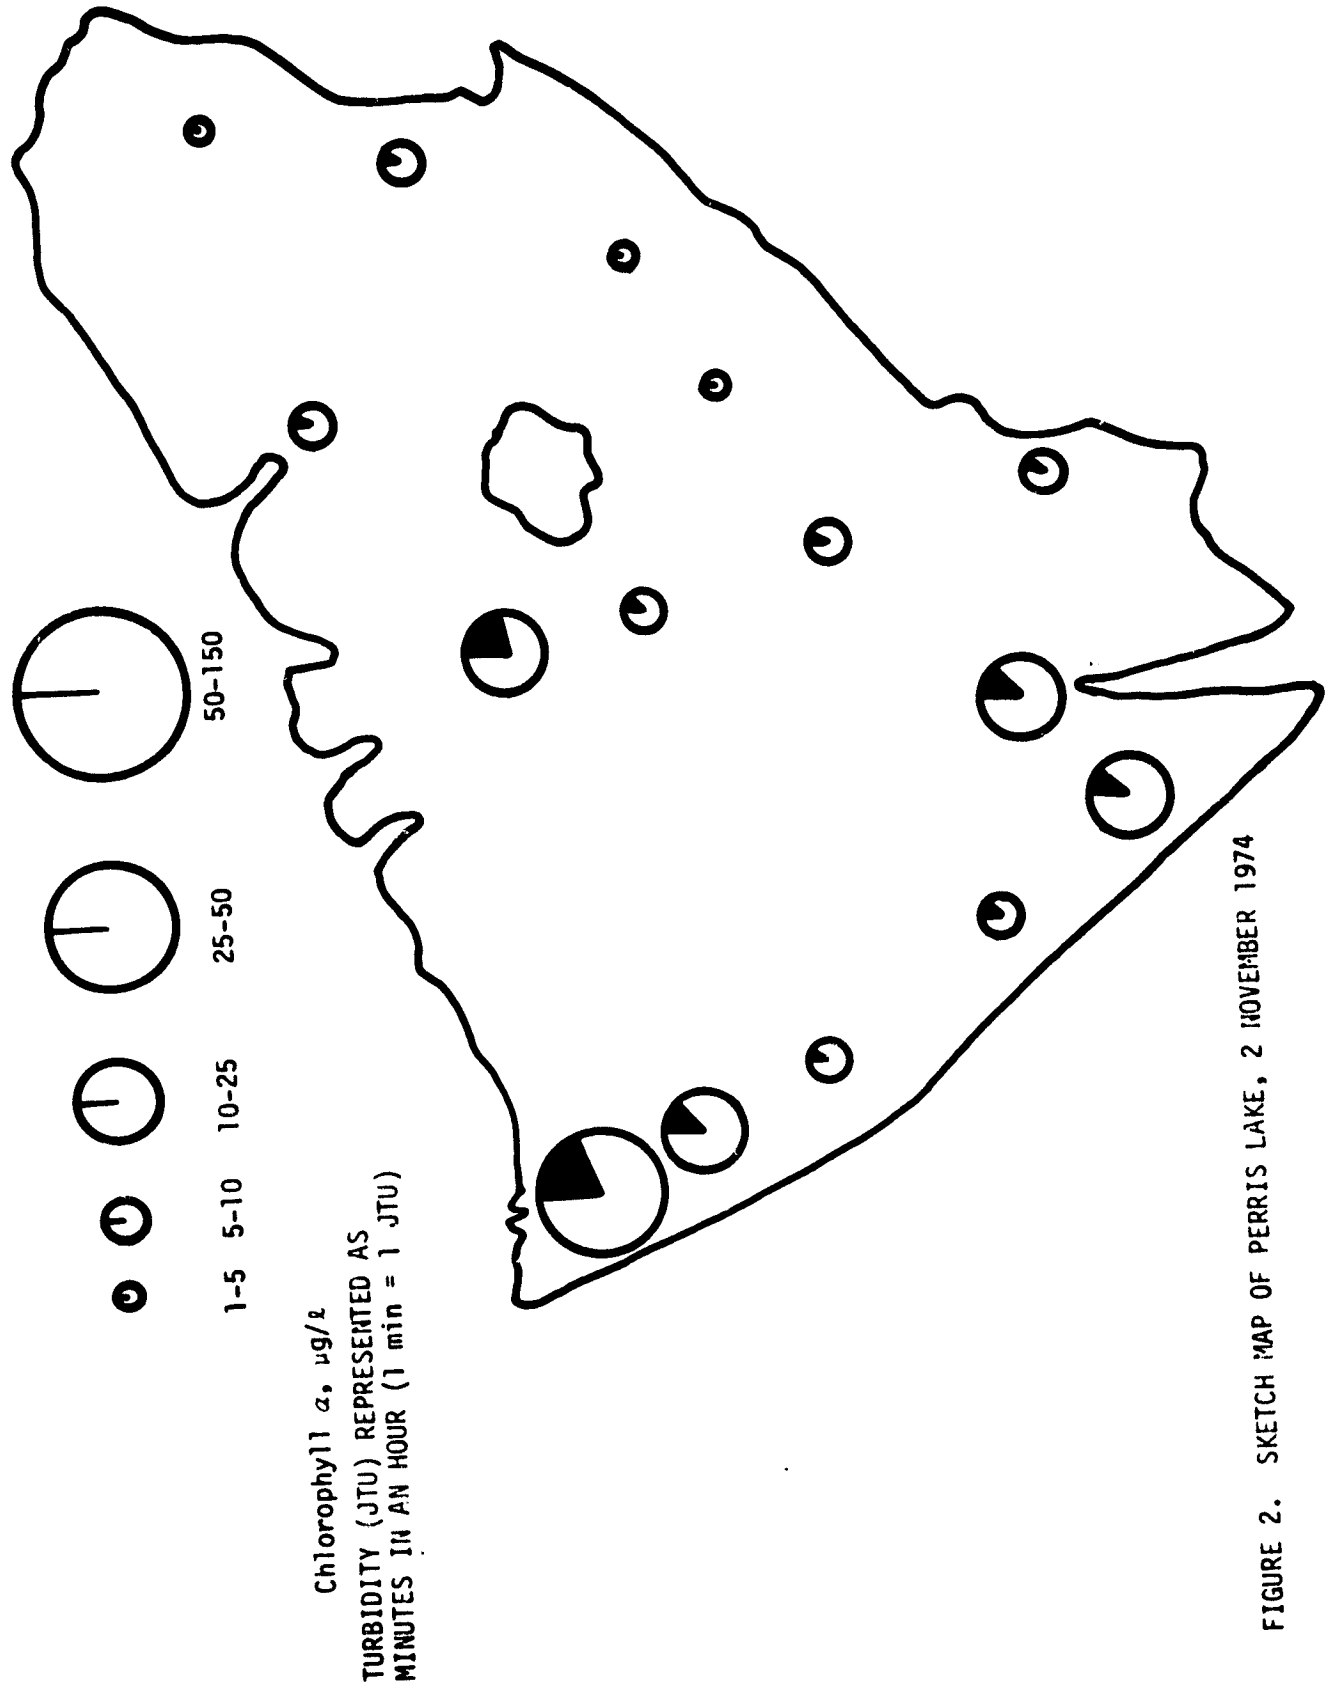 1-5 5-10 10-25 25-50 50-150
Chlorophyll α, µg/ℓ
TURBIDITY (JTU) REPRESENTED AS
MINUTES IN AN HOUR (1 min = 1 JTU)
FIGURE 2. SKETCH MAP OF PERRIS LAKE, 2 NOVEMBER 1974